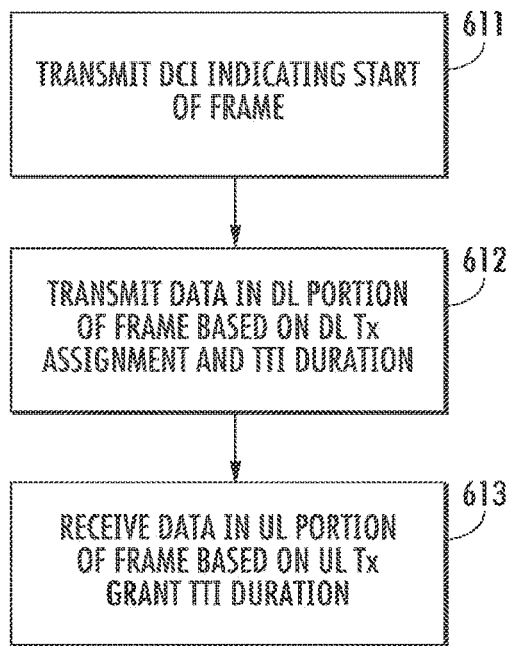 611
TRANSMIT DCI INDICATING START
OF FRAME
612
TRANSMIT DATA IN DL PORTION
OF FRAME BASED ON DL Tx
ASSIGNMENT AND TTI DURATION
613
RECEIVE DATA IN UL PORTION
OF FRAME BASED ON UL Tx
GRANT TTI DURATION